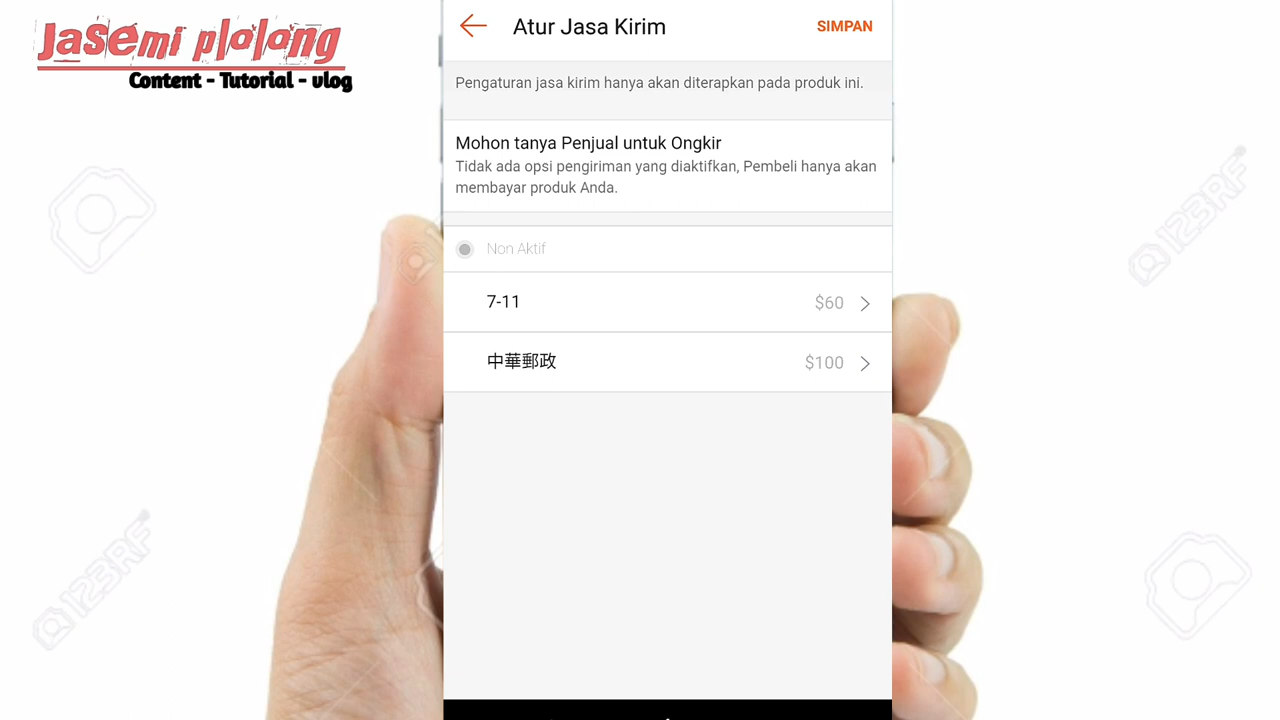 Jasemi plolong
Content - Tutorial - vlog
Atur Jasa Kirim
SIMPAN
Pengaturan jasa kirim hanya akan diterapkan pada produk ini.
Mohon tanya Penjual untuk Ongkir
Tidak ada opsi pengiriman yang diaktifkan, Pembeli hanya akan
membayar produk Anda.
Non Aktif
7-11
$60
中華郵政
$100
123RF
123RF